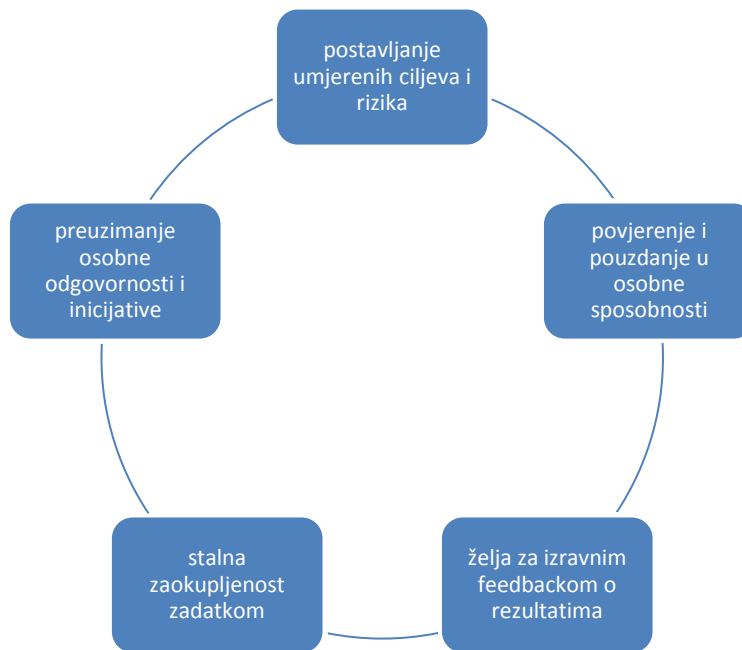 postavljanje
umjerenih ciljeva i
rizika
povjerenje i
pouzdanje u
osobne
sposobnosti
želja za izravnim
feedbackom o
rezultatima
stalna
zaokupljenost
zadatkom
preuzimanje
osobne
odgovornosti i
inicijative